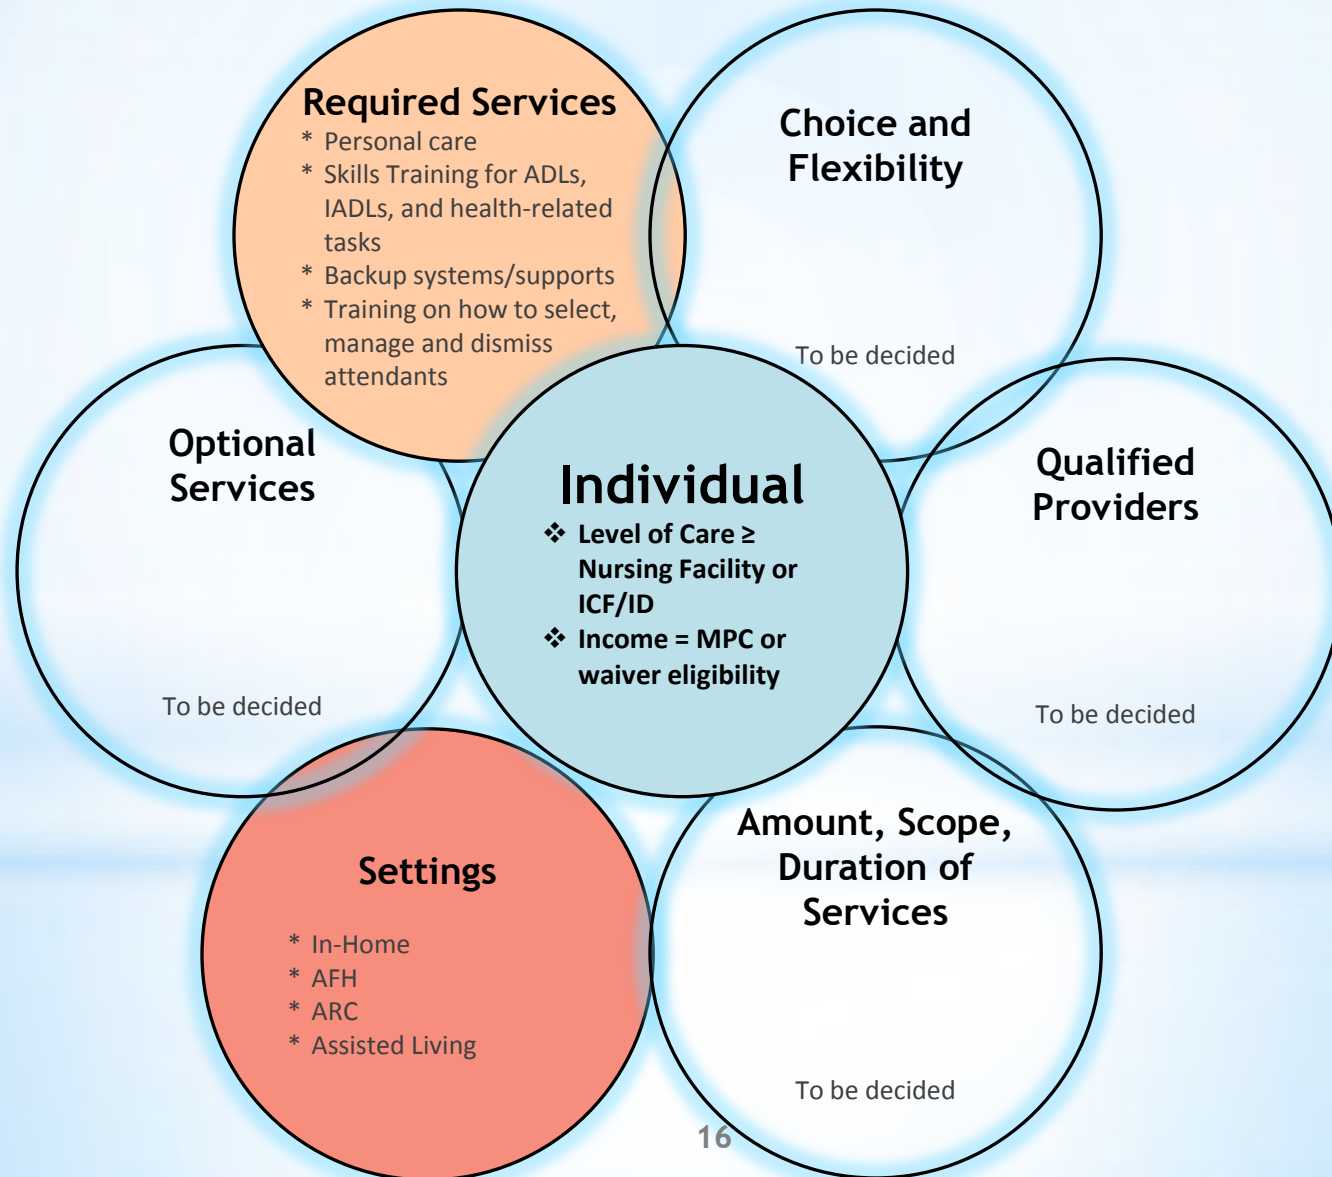 Required Services
* Personal care
* Skills Training for ADLs,
IADLs, and health-related
tasks
* Backup systems/supports
* Training on how to select,
manage and dismiss
attendants
Choice and
Flexibility
To be decided
Optional
Services
To be decided
Individual
❖ Level of Care ≥
Nursing Facility or
ICF/ID
❖ Income = MPC or
waiver eligibility
Qualified
Providers
To be decided
Settings
* In-Home
* AFH
* ARC
* Assisted Living
Amount, Scope,
Duration of
Services
To be decided
16